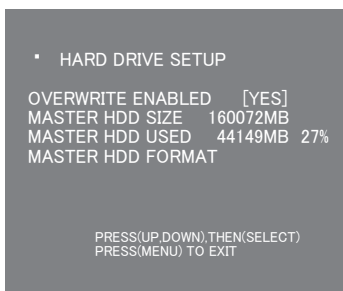 ▪ HARD DRIVE SETUP
OVERWRITE ENABLED [YES]
MASTER HDD SIZE 160072MB
MASTER HDD USED 44149MB 27%
MASTER HDD FORMAT
PRESS(UP,DOWN),THEN(SELECT)
PRESS(MENU) TO EXIT